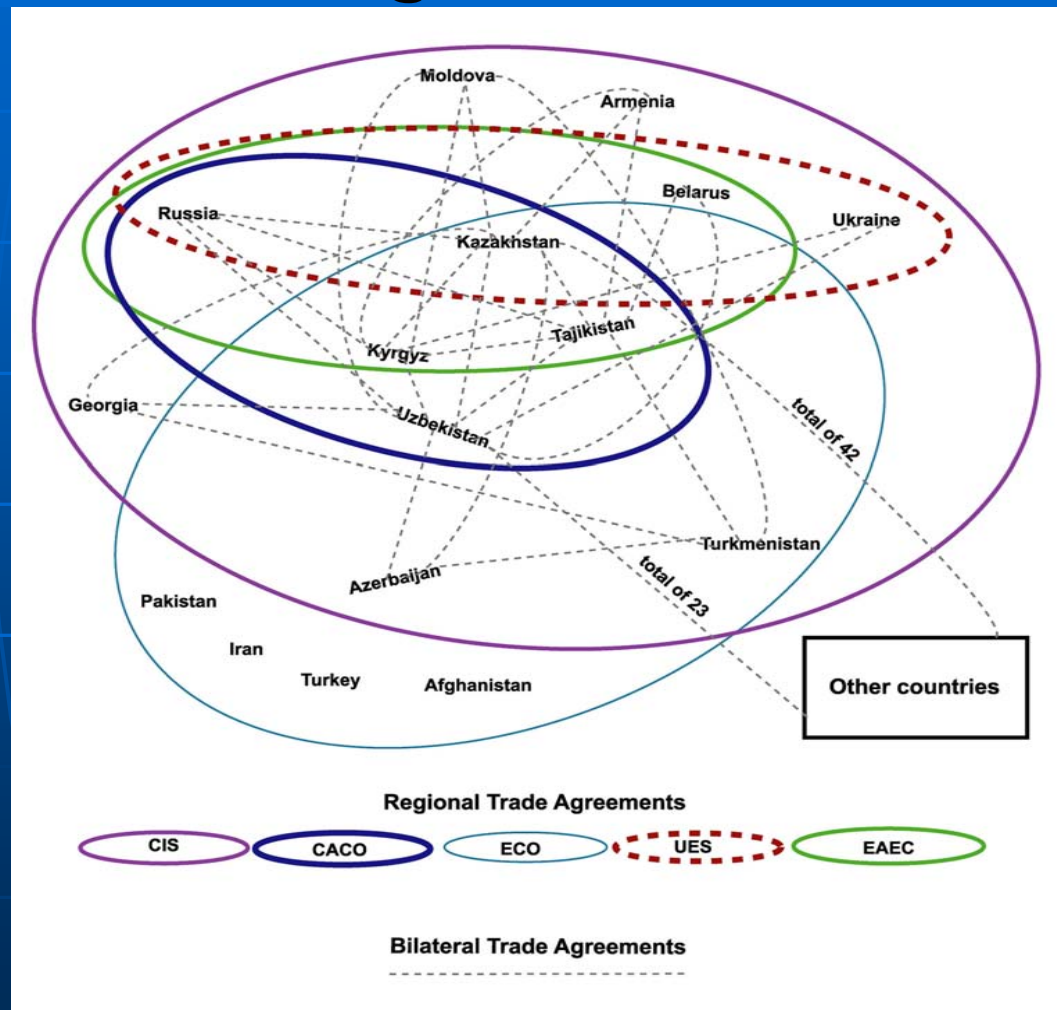 Moldova
Armenia
Belarus
Russia
Ukraine
Kazakhstan
Tajikistan
Kyrgyz
Georgia
Uzbekistan
total of 42
Turkmenistan
Azerbaijan
total of 23
Pakistan
Iran
Turkey
Afghanistan
Other countries
Regional Trade Agreements
CIS
CACO
ECO
UES
EAEC
Bilateral Trade Agreements